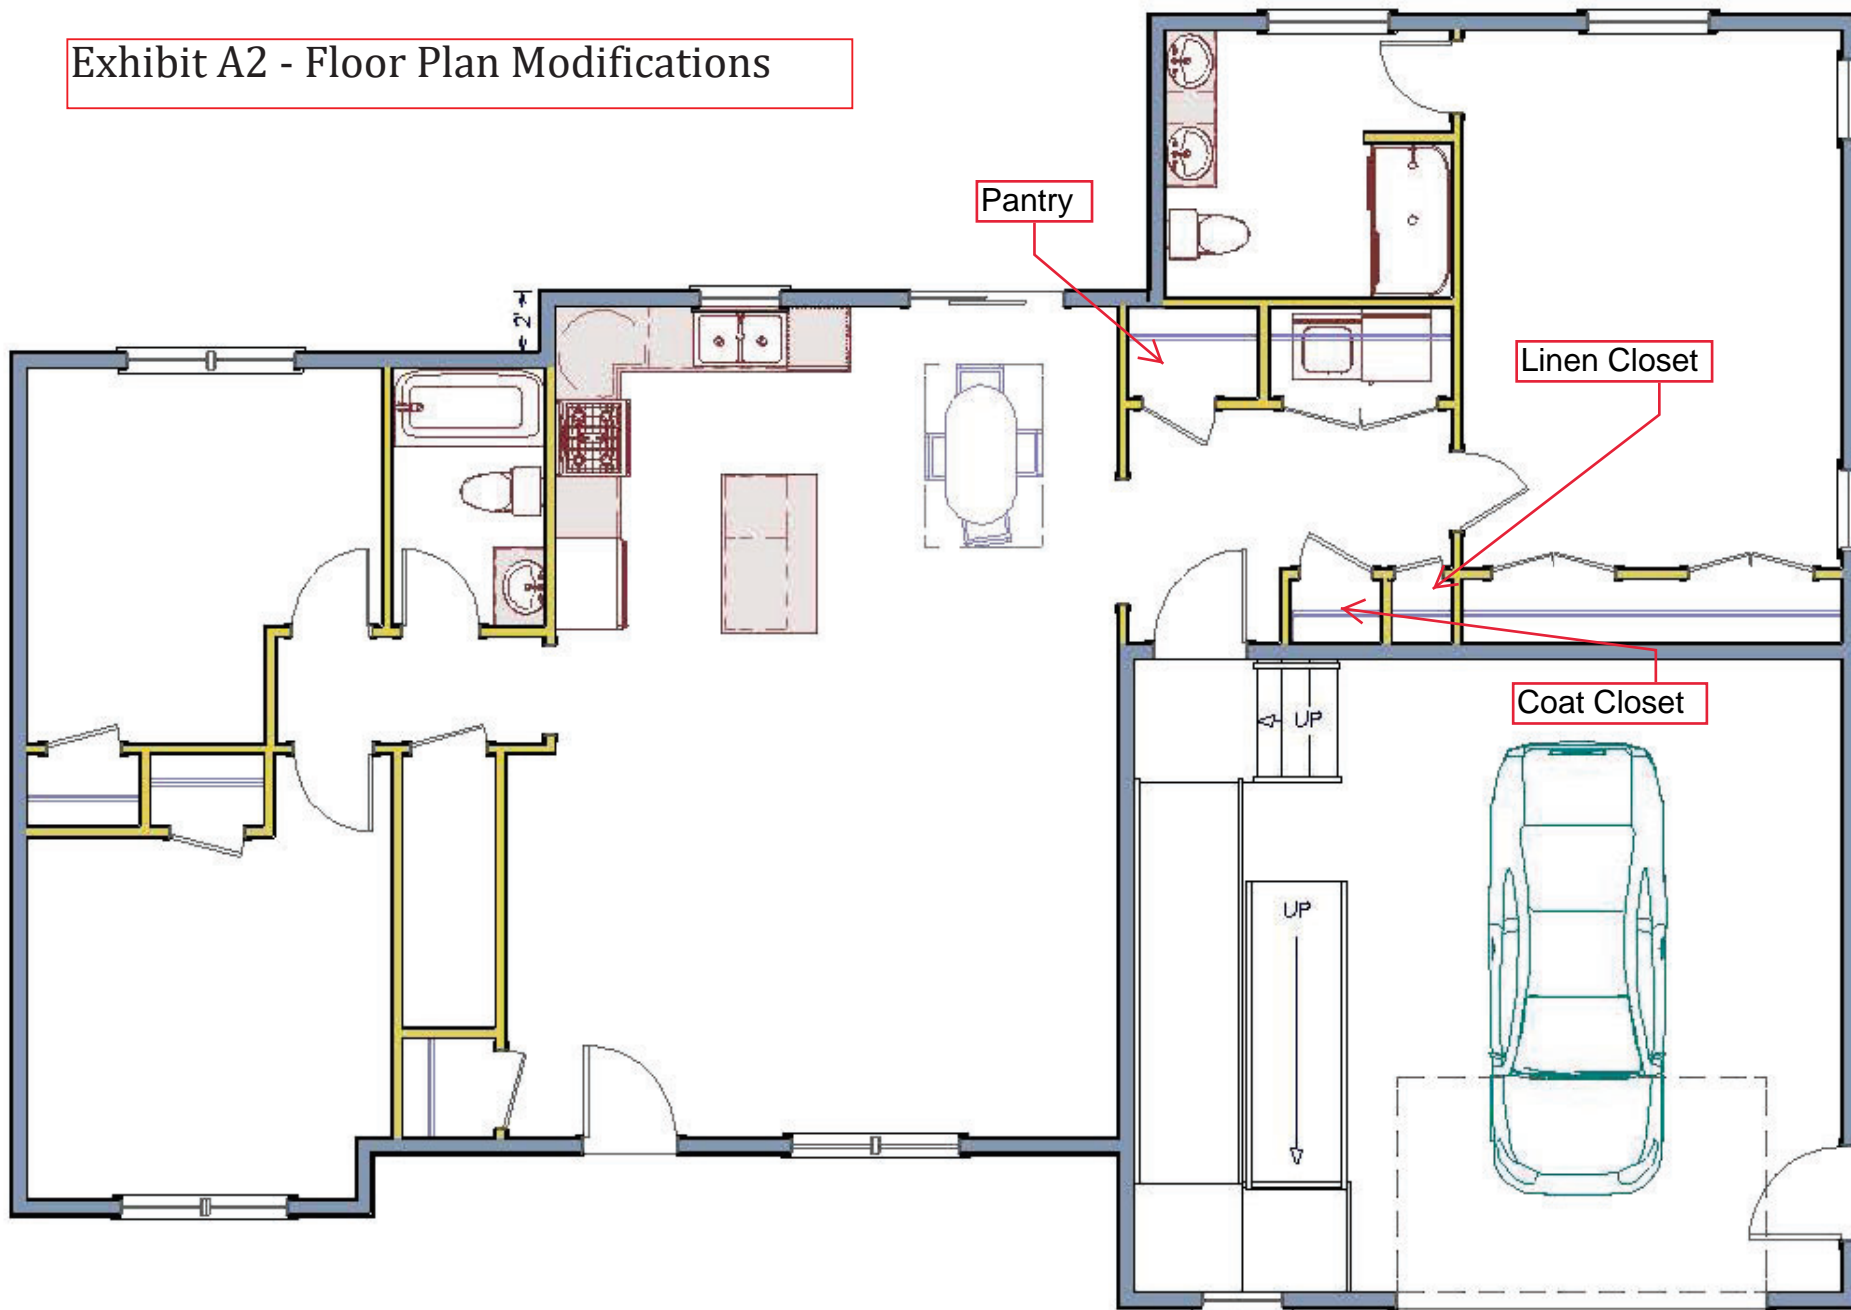 Exhibit A2 - Floor Plan Modifications
Pantry
2'
Linen Closet
Coat Closet
UP
UP